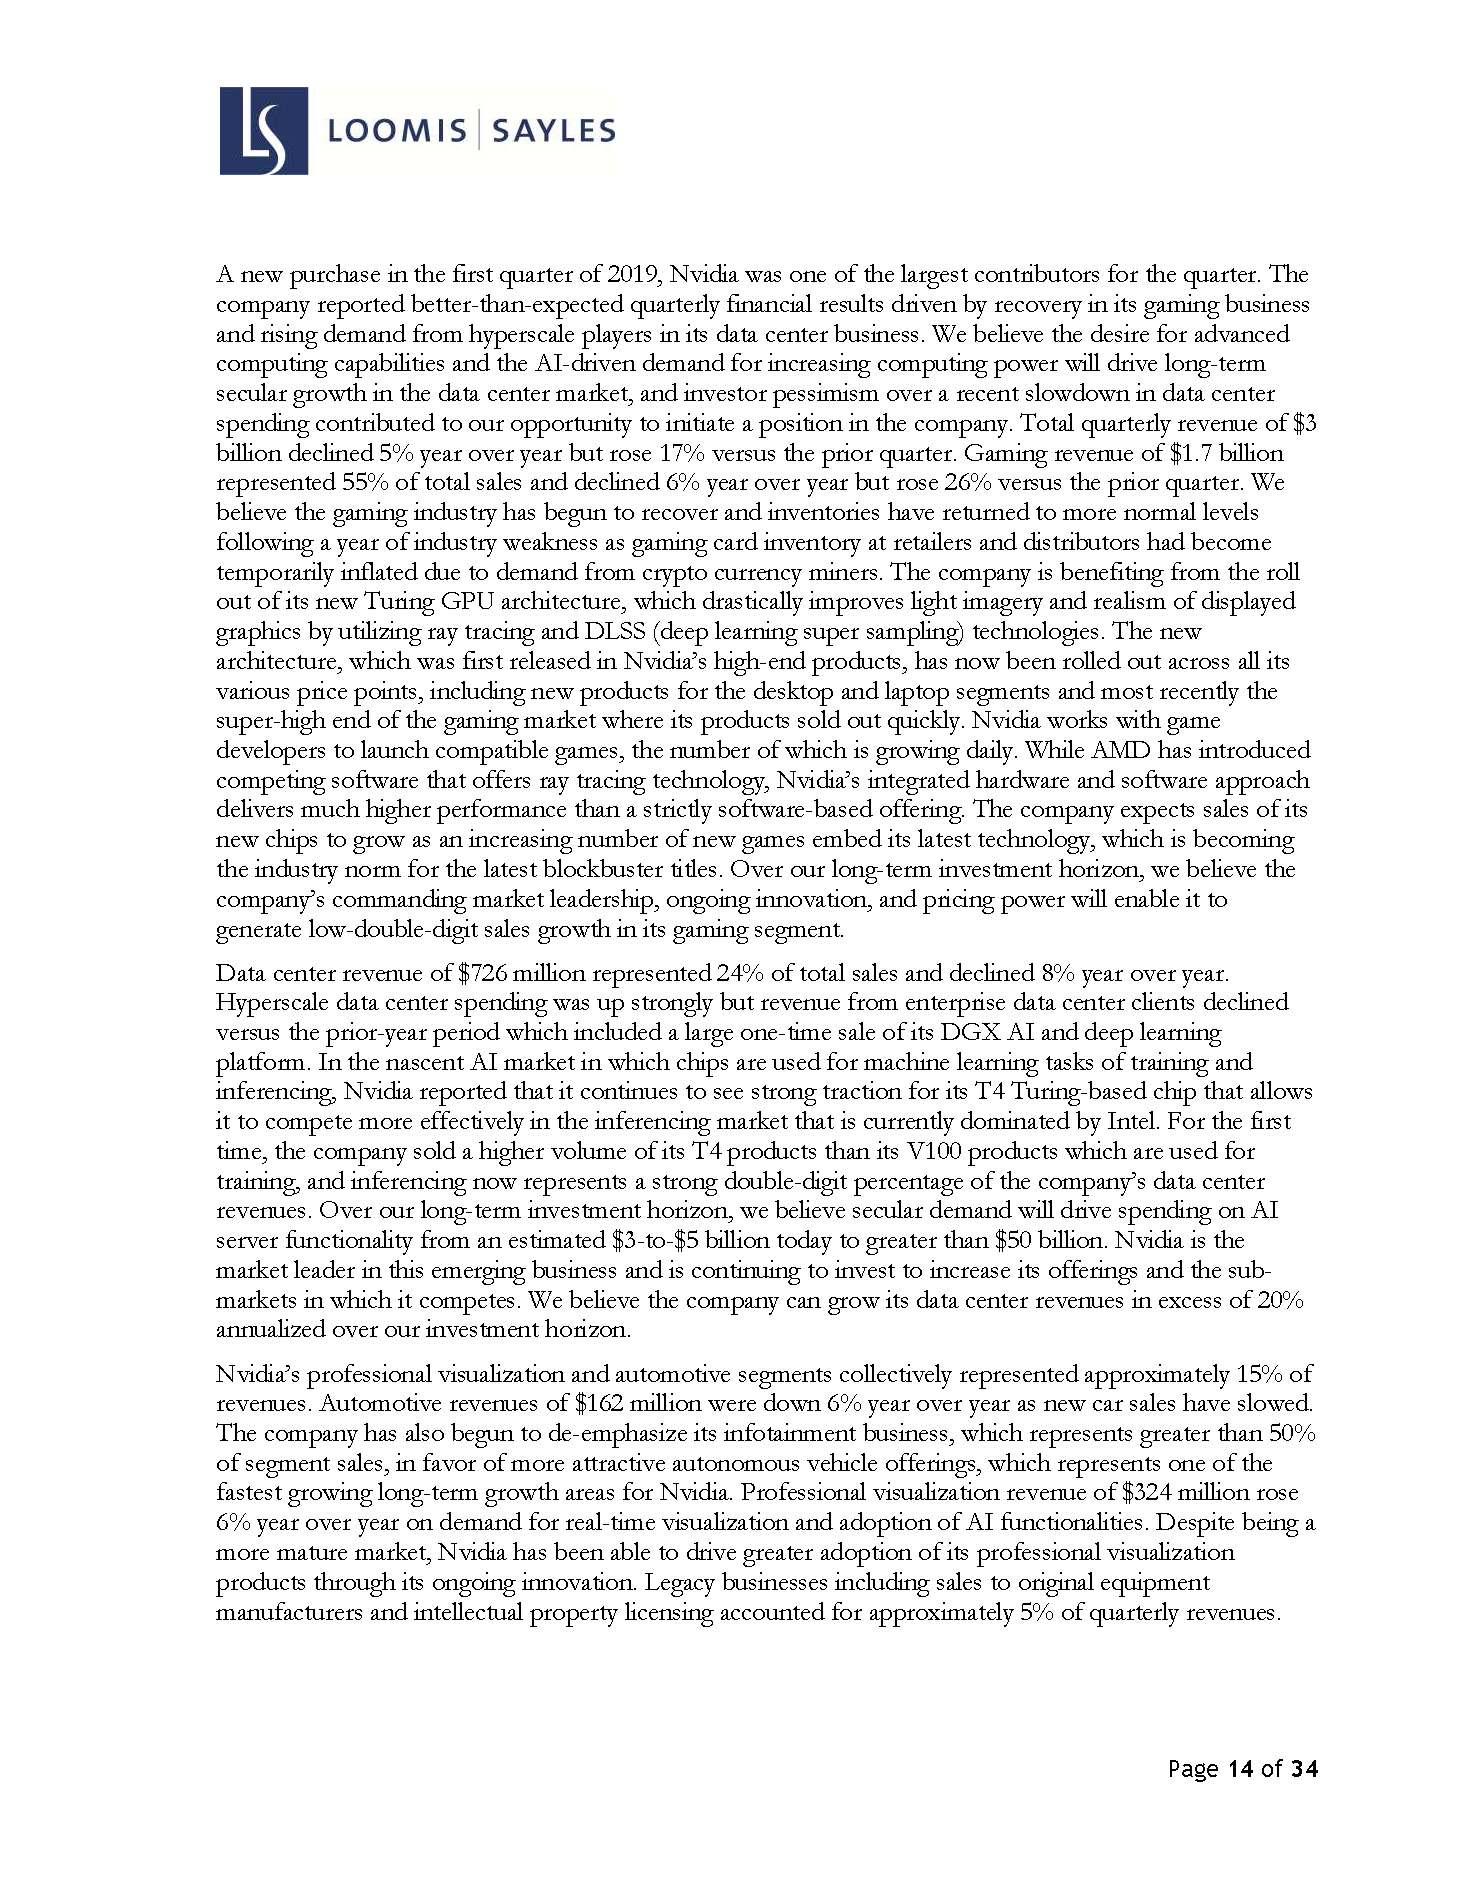 LS LOOMIS | SAYLES
A new purchase in the first quarter of 2019, Nvidia was one of the largest contributors for the quarter. The
company reported better-than-expected quarterly financial results driven by recovery in its gaming business
and rising demand from hyperscale players in its data center business. We believe the desire for advanced
computing capabilities and the AI-driven demand for increasing computing power will drive long-term
secular growth in the data center market, and investor pessimism over a recent slowdown in data center
spending contributed to our opportunity to initiate a position in the company. Total quarterly revenue of $3
billion declined 5% year over year but rose 17% versus the prior quarter. Gaming revenue of $1.7 billion
represented 55% of total sales and declined 6% year over year but rose 26% versus the prior quarter. We
believe the gaming industry has begun to recover and inventories have returned to more normal levels
following a year of industry weakness as gaming card inventory at retailers and distributors had become
temporarily inflated due to demand from crypto currency miners. The company is benefiting from the roll
out of its new Turing GPU architecture, which drastically improves light imagery and realism of displayed
graphics by utilizing ray tracing and DLSS (deep learning super sampling) technologies. The new
architecture, which was first released in Nvidia’s high-end products, has now been rolled out across all its
various price points, including new products for the desktop and laptop segments and most recently the
super-high end of the gaming market where its products sold out quickly. Nvidia works with game
developers to launch compatible games, the number of which is growing daily. While AMD has introduced
competing software that offers ray tracing technology, Nvidia’s integrated hardware and software approach
delivers much higher performance than a strictly software-based offering. The company expects sales of its
new chips to grow as an increasing number of new games embed its latest technology, which is becoming
the industry norm for the latest blockbuster titles. Over our long-term investment horizon, we believe the
company’s commanding market leadership, ongoing innovation, and pricing power will enable it to
generate low-double-digit sales growth in its gaming segment.
Data center revenue of $726 million represented 24% of total sales and declined 8% year over year.
Hyperscale data center spending was up strongly but revenue from enterprise data center clients declined
versus the prior-year period which included a large one-time sale of its DGX AI and deep learning
platform. In the nascent AI market in which chips are used for machine learning tasks of training and
inferencing, Nvidia reported that it continues to see strong traction for its T4 Turing-based chip that allows
it to compete more effectively in the inferencing market that is currently dominated by Intel. For the first
time, the company sold a higher volume of its T4 products than its V100 products which are used for
training, and inferencing now represents a strong double-digit percentage of the company’s data center
revenues. Over our long-term investment horizon, we believe secular demand will drive spending on AI
server functionality from an estimated $3-to-$5 billion today to greater than $50 billion. Nvidia is the
market leader in this emerging business and is continuing to invest to increase its offerings and the sub-
markets in which it competes. We believe the company can grow its data center revenues in excess of 20%
annualized over our investment horizon.
Nvidia’s professional visualization and automotive segments collectively represented approximately 15% of
revenues. Automotive revenues of $162 million were down 6% year over year as new car sales have slowed.
The company has also begun to de-emphasize its infotainment business, which represents greater than 50%
of segment sales, in favor of more attractive autonomous vehicle offerings, which represents one of the
fastest growing long-term growth areas for Nvidia. Professional visualization revenue of $324 million rose
6% year over year on demand for real-time visualization and adoption of AI functionalities. Despite being a
more mature market, Nvidia has been able to drive greater adoption of its professional visualization
products through its ongoing innovation. Legacy businesses including sales to original equipment
manufacturers and intellectual property licensing accounted for approximately 5% of quarterly revenues.
Page 14 of 34